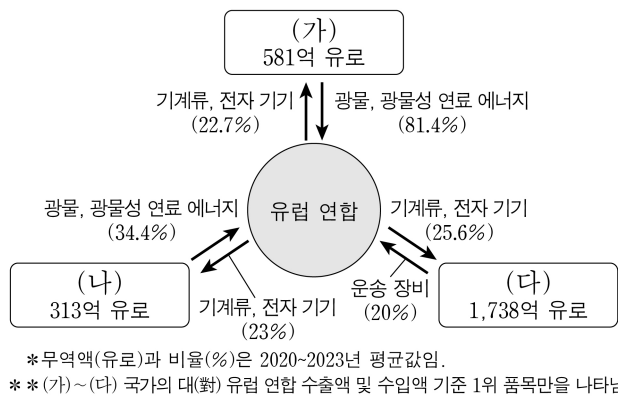 (가)
581억 유로
기계류, 전자 기기
(22.7%)
광물, 광물성 연료 에너지
(81.4%)
광물, 광물성 연료 에너지
(34.4%)
유럽 연합
기계류, 전자 기기
(25.6%)
(나)
313억 유로
기계류, 전자 기기
(23%)
운송 장비
(20%)
(다)
1,738억 유로
*무역액(유로)과 비율(%)은 2020~2023년 평균값임.
**(가)~(다) 국가의 대(對) 유럽 연합 수출액 및 수입액 기준 1위 품목만을 나타냄